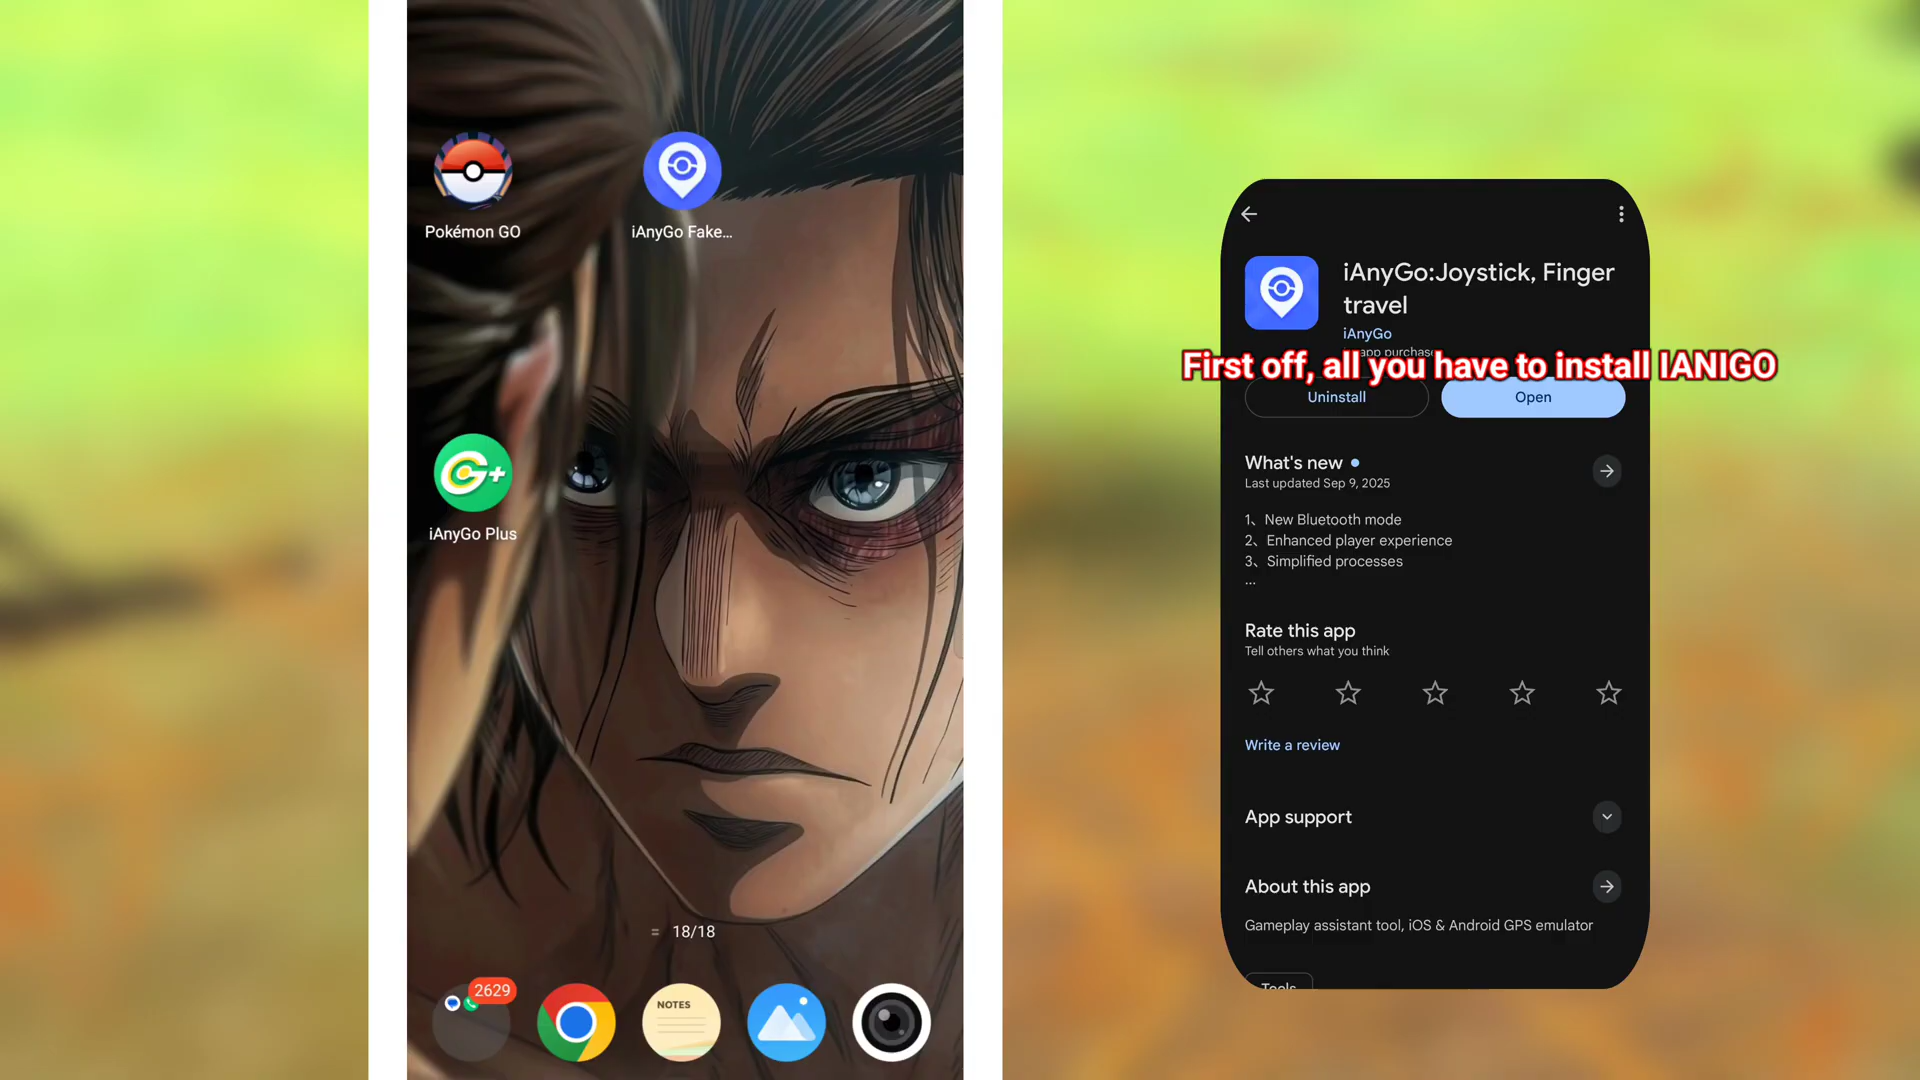 Pokémon GO
iAnyGo Fake...
iAnyGo Plus
= 18/18
2629
NOTES
iAnyGo:Joystick, Finger
travel
iAnyGo
app purchase
First off, all you have to install IANIGO
Uninstall
Open
What's new
Last updated Sep 9, 2025
1、New Bluetooth mode
2、Enhanced player experience
3、Simplified processes
...
Rate this app
Tell others what you think
Write a review
App support
About this app
Gameplay assistant tool, iOS & Android GPS emulator
Tools